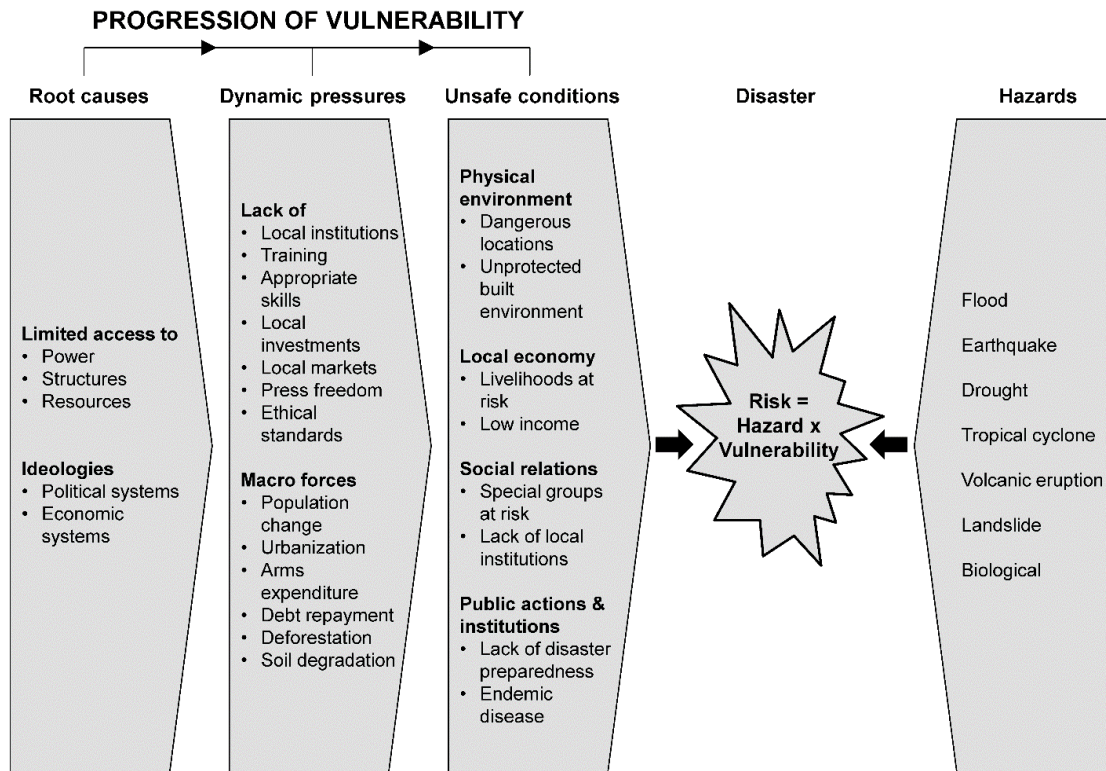 PROGRESSION OF VULNERABILITY
Root causes
Dynamic pressures
Unsafe conditions
Disaster
Hazards
Limited access to
• Power
• Structures
• Resources
Ideologies
• Political systems
• Economic
systems
Lack of
• Local institutions
• Training
• Appropriate
skills
• Local
investments
• Local markets
• Press freedom
• Ethical
standards
Macro forces
• Population
change
• Urbanization
• Arms
expenditure
• Debt repayment
• Deforestation
• Soil degradation
Physical
environment
• Dangerous
locations
• Unprotected
built
environment
Local economy
• Livelihoods at
risk
• Low income
Social relations
• Special groups
at risk
• Lack of local
institutions
Public actions &
institutions
• Lack of disaster
preparedness
• Endemic
disease
Risk =
Hazard x
Vulnerability
Flood
Earthquake
Drought
Tropical cyclone
Volcanic eruption
Landslide
Biological